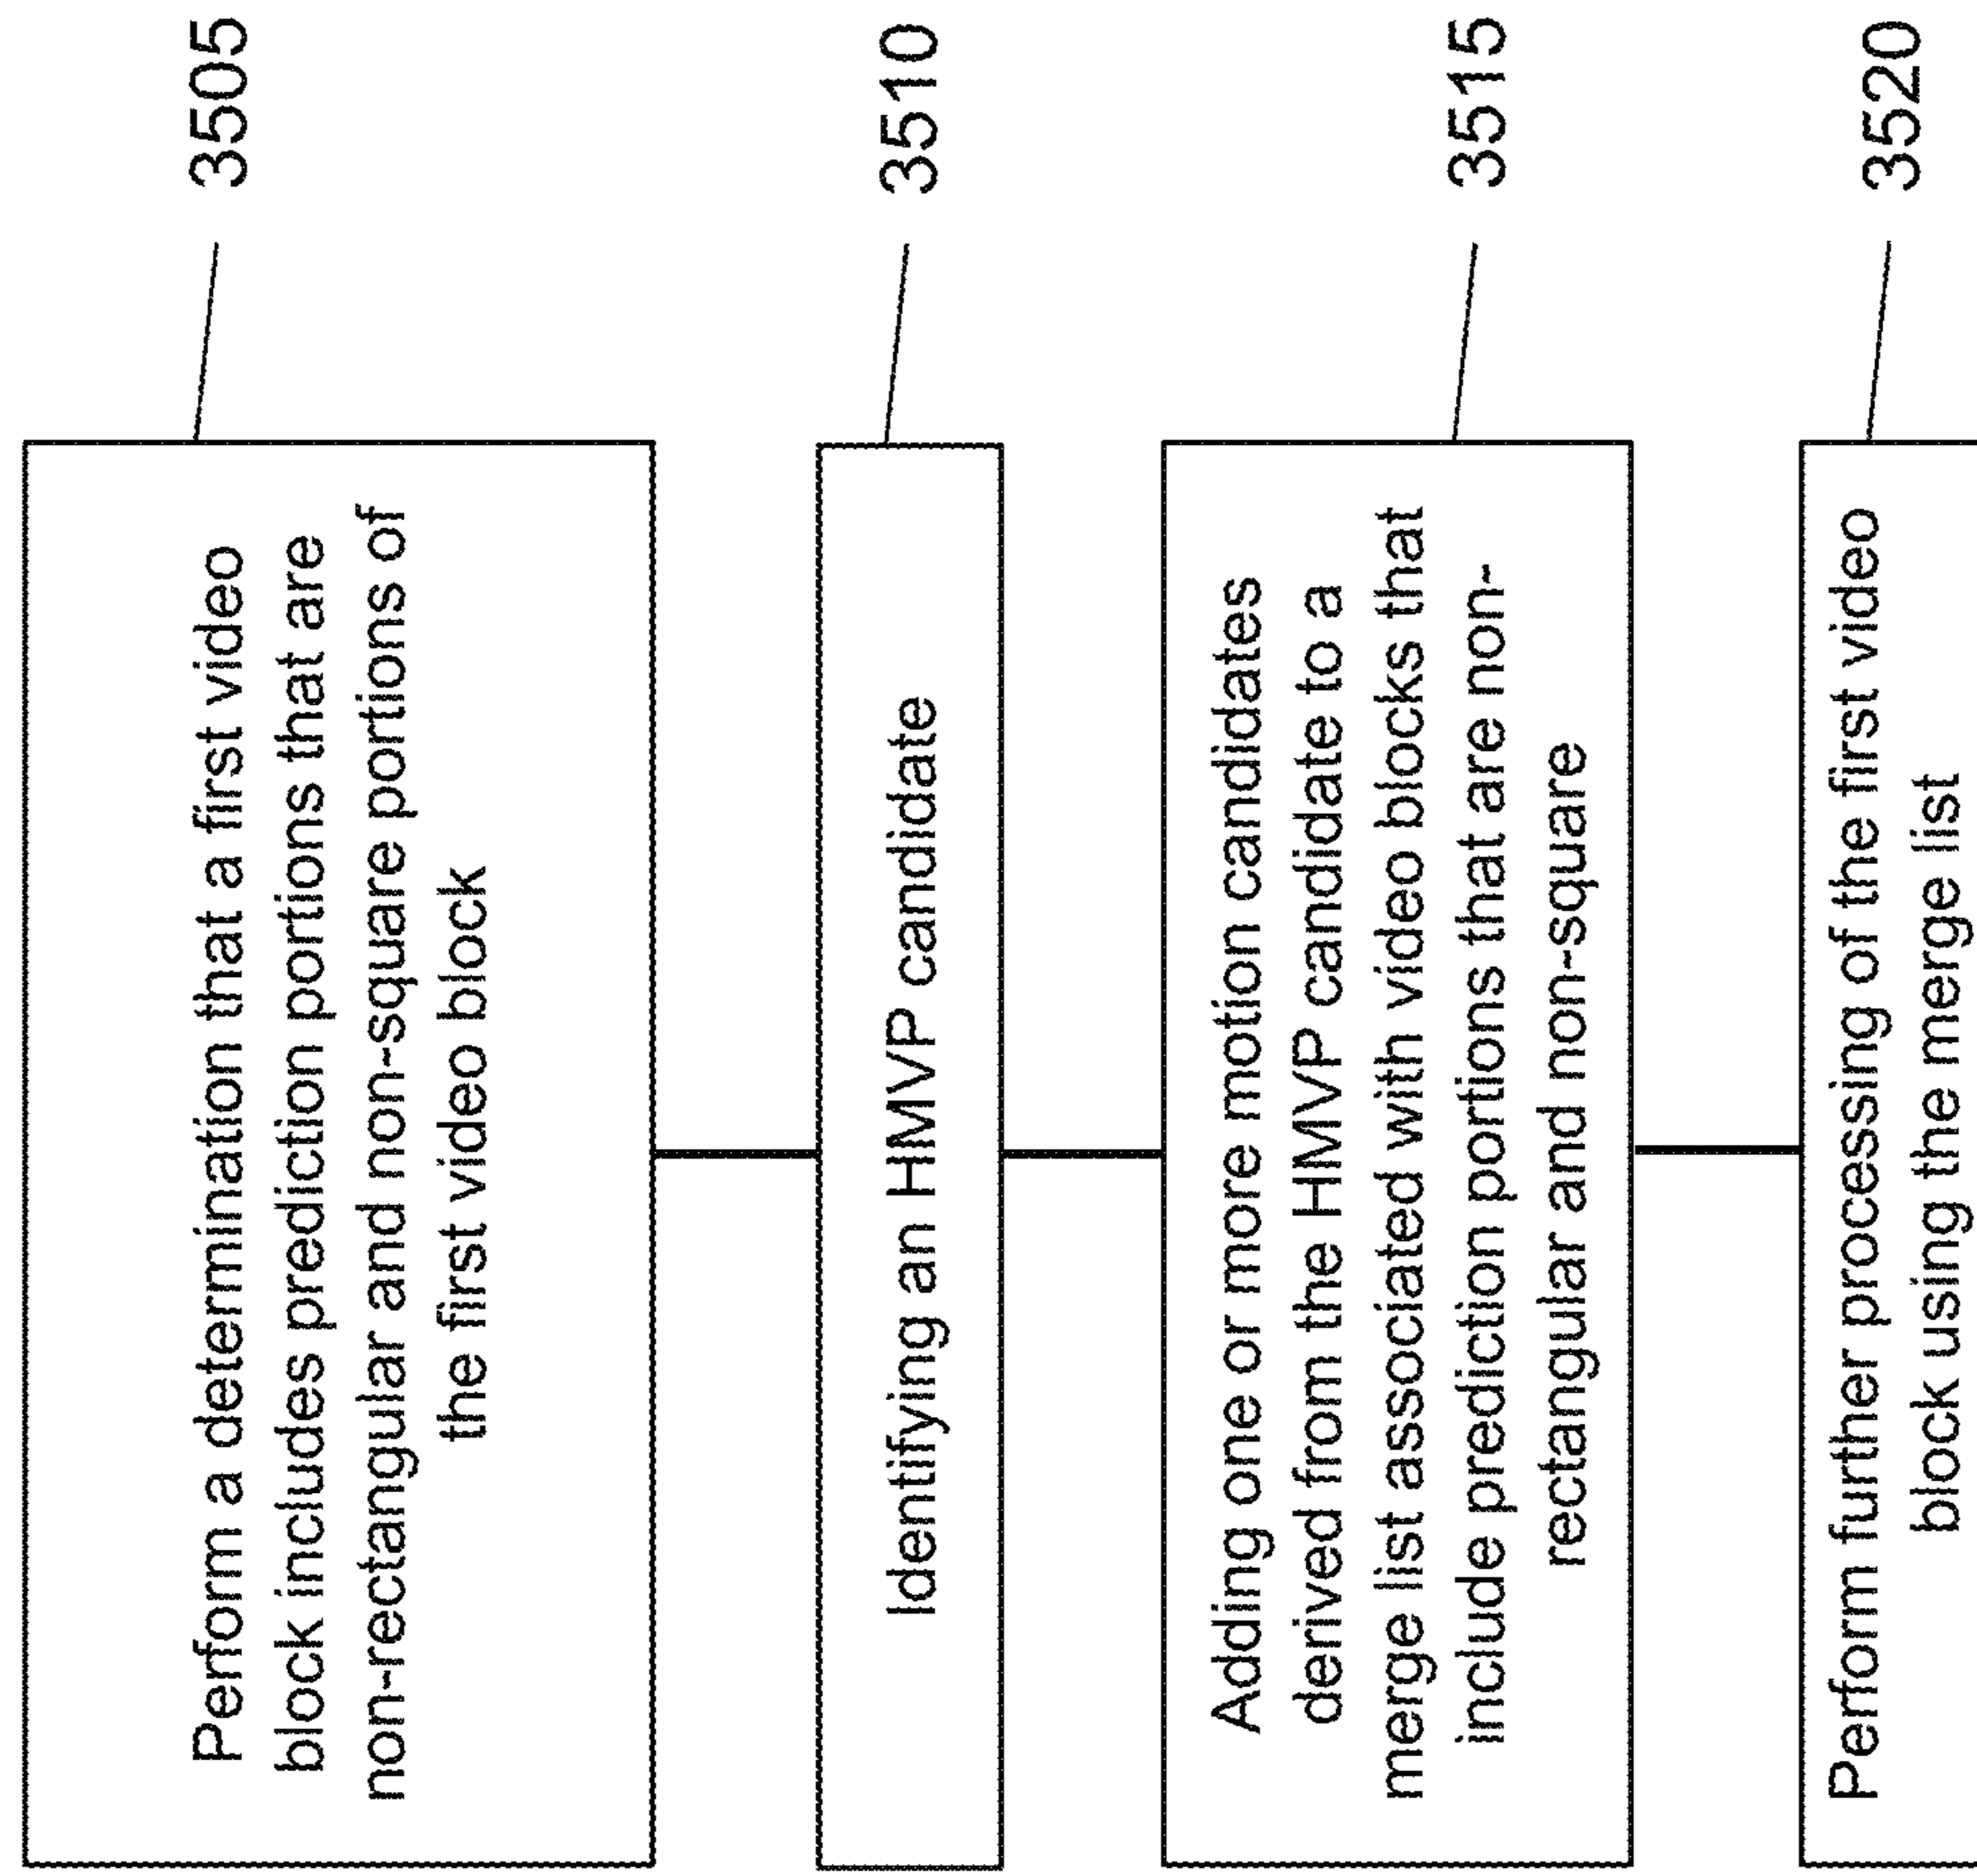 Perform a determination that a first video
block includes prediction portions that are
non-rectangular and non-square portions of
the first video block
3505
Identifying an HMVP candidate
3510
Adding one or more motion candidates
derived from the HMVP candidate to a
merge list associated with video blocks that
include prediction portions that are non-
rectangular and non-square
3515
Perform further processing of the first video
block using the merge list
3520